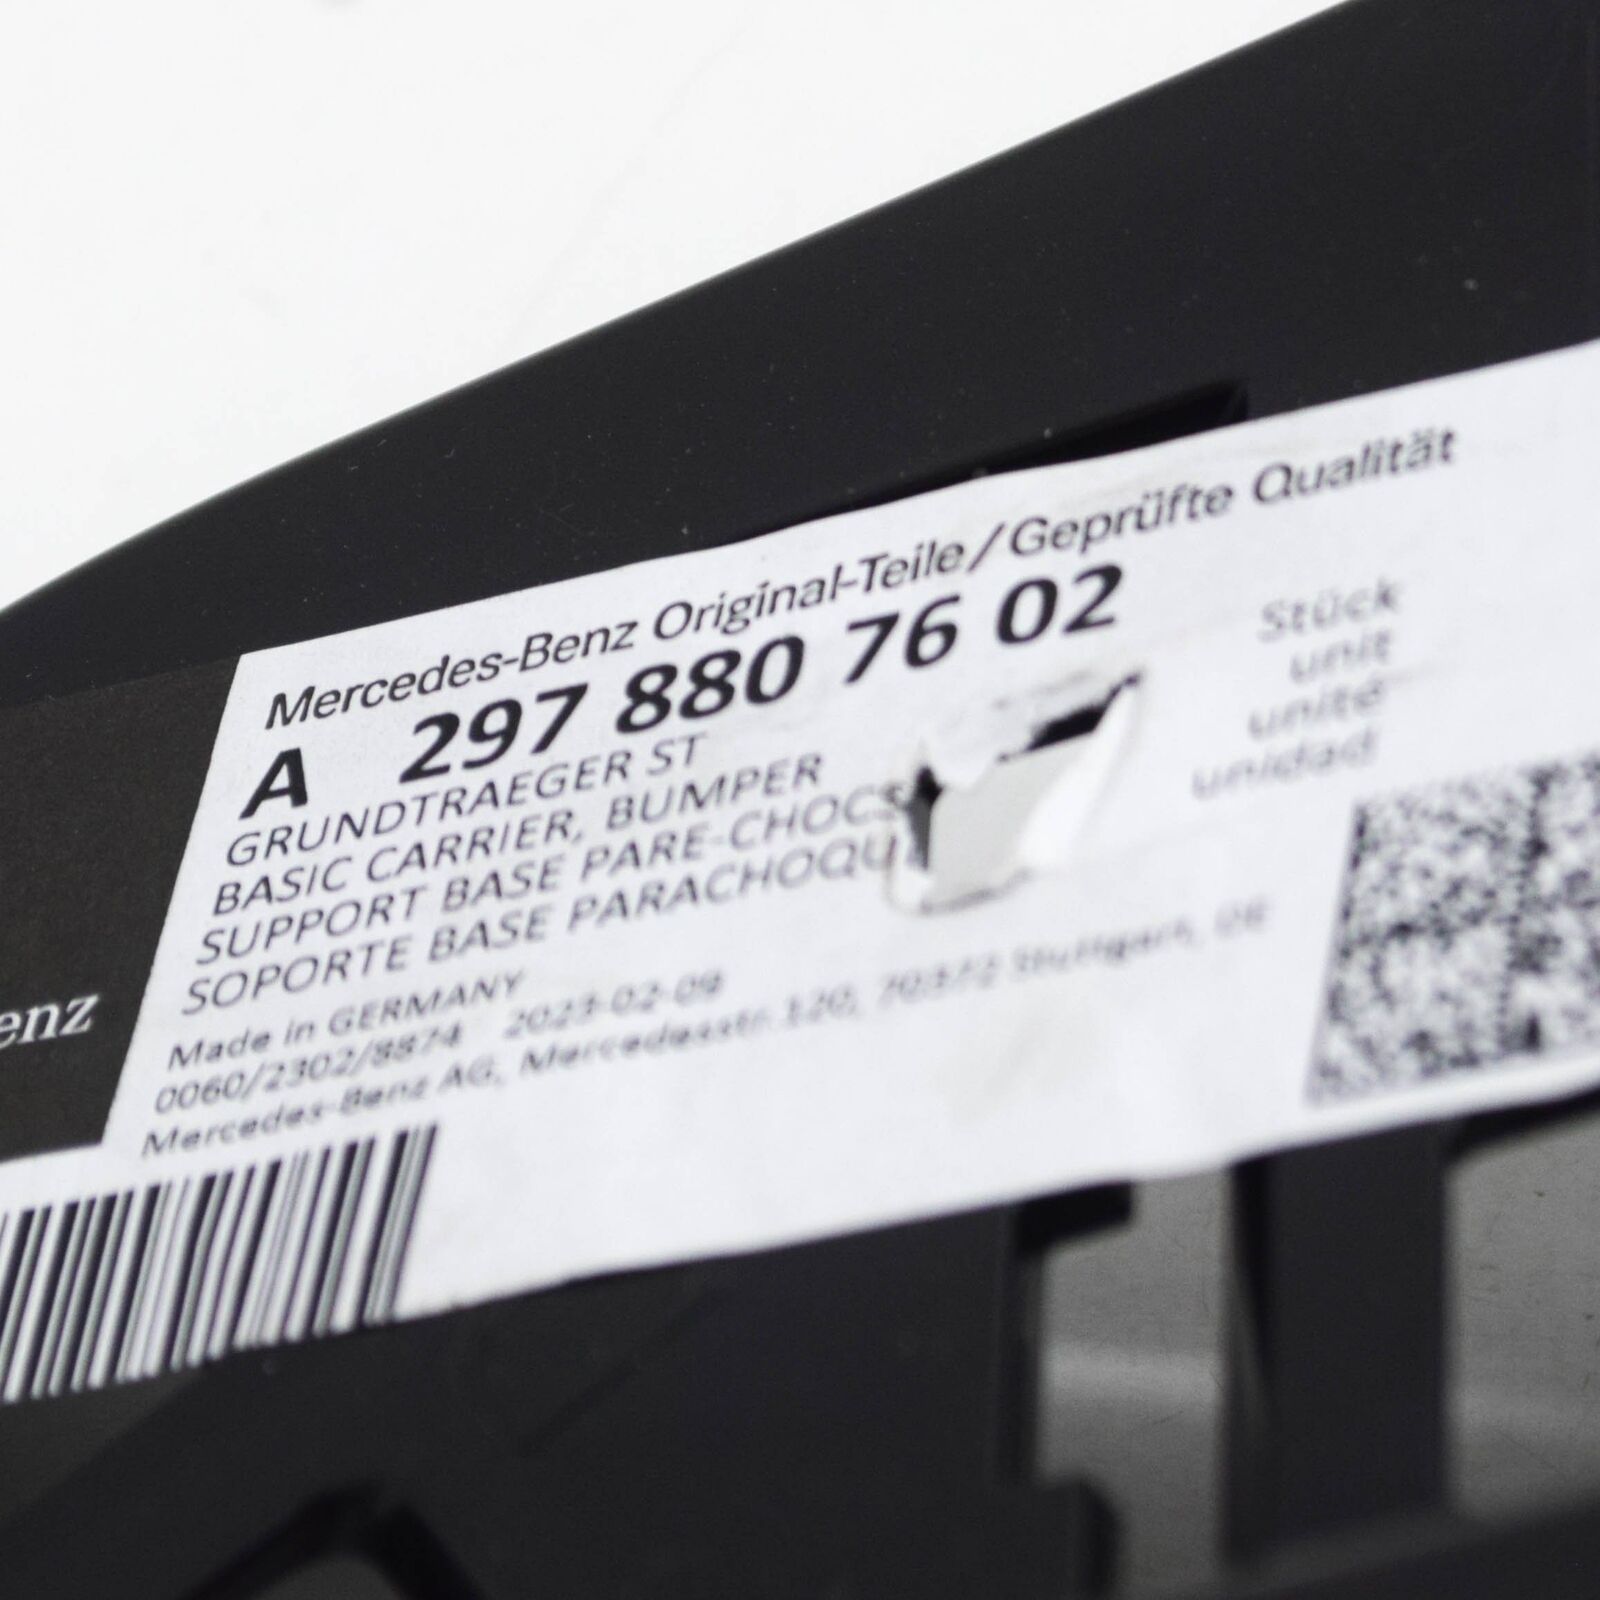 Mercedes-Benz Original-Teile/Geprüfte Qualität
A 297 880 76 02
GRUNDTRAEGER ST
BASIC CARRIER, BUMPER
SUPPORT BASE PARE-CHOCS
SOPORTE BASE PARACHOQU
Stück
unit
unité
unidad
Made in GERMANY
0060/2302/8874 2023-02-09
Mercedes-Benz AG, Mercedesstr.120, 70372 Stuttgart, DE
enz